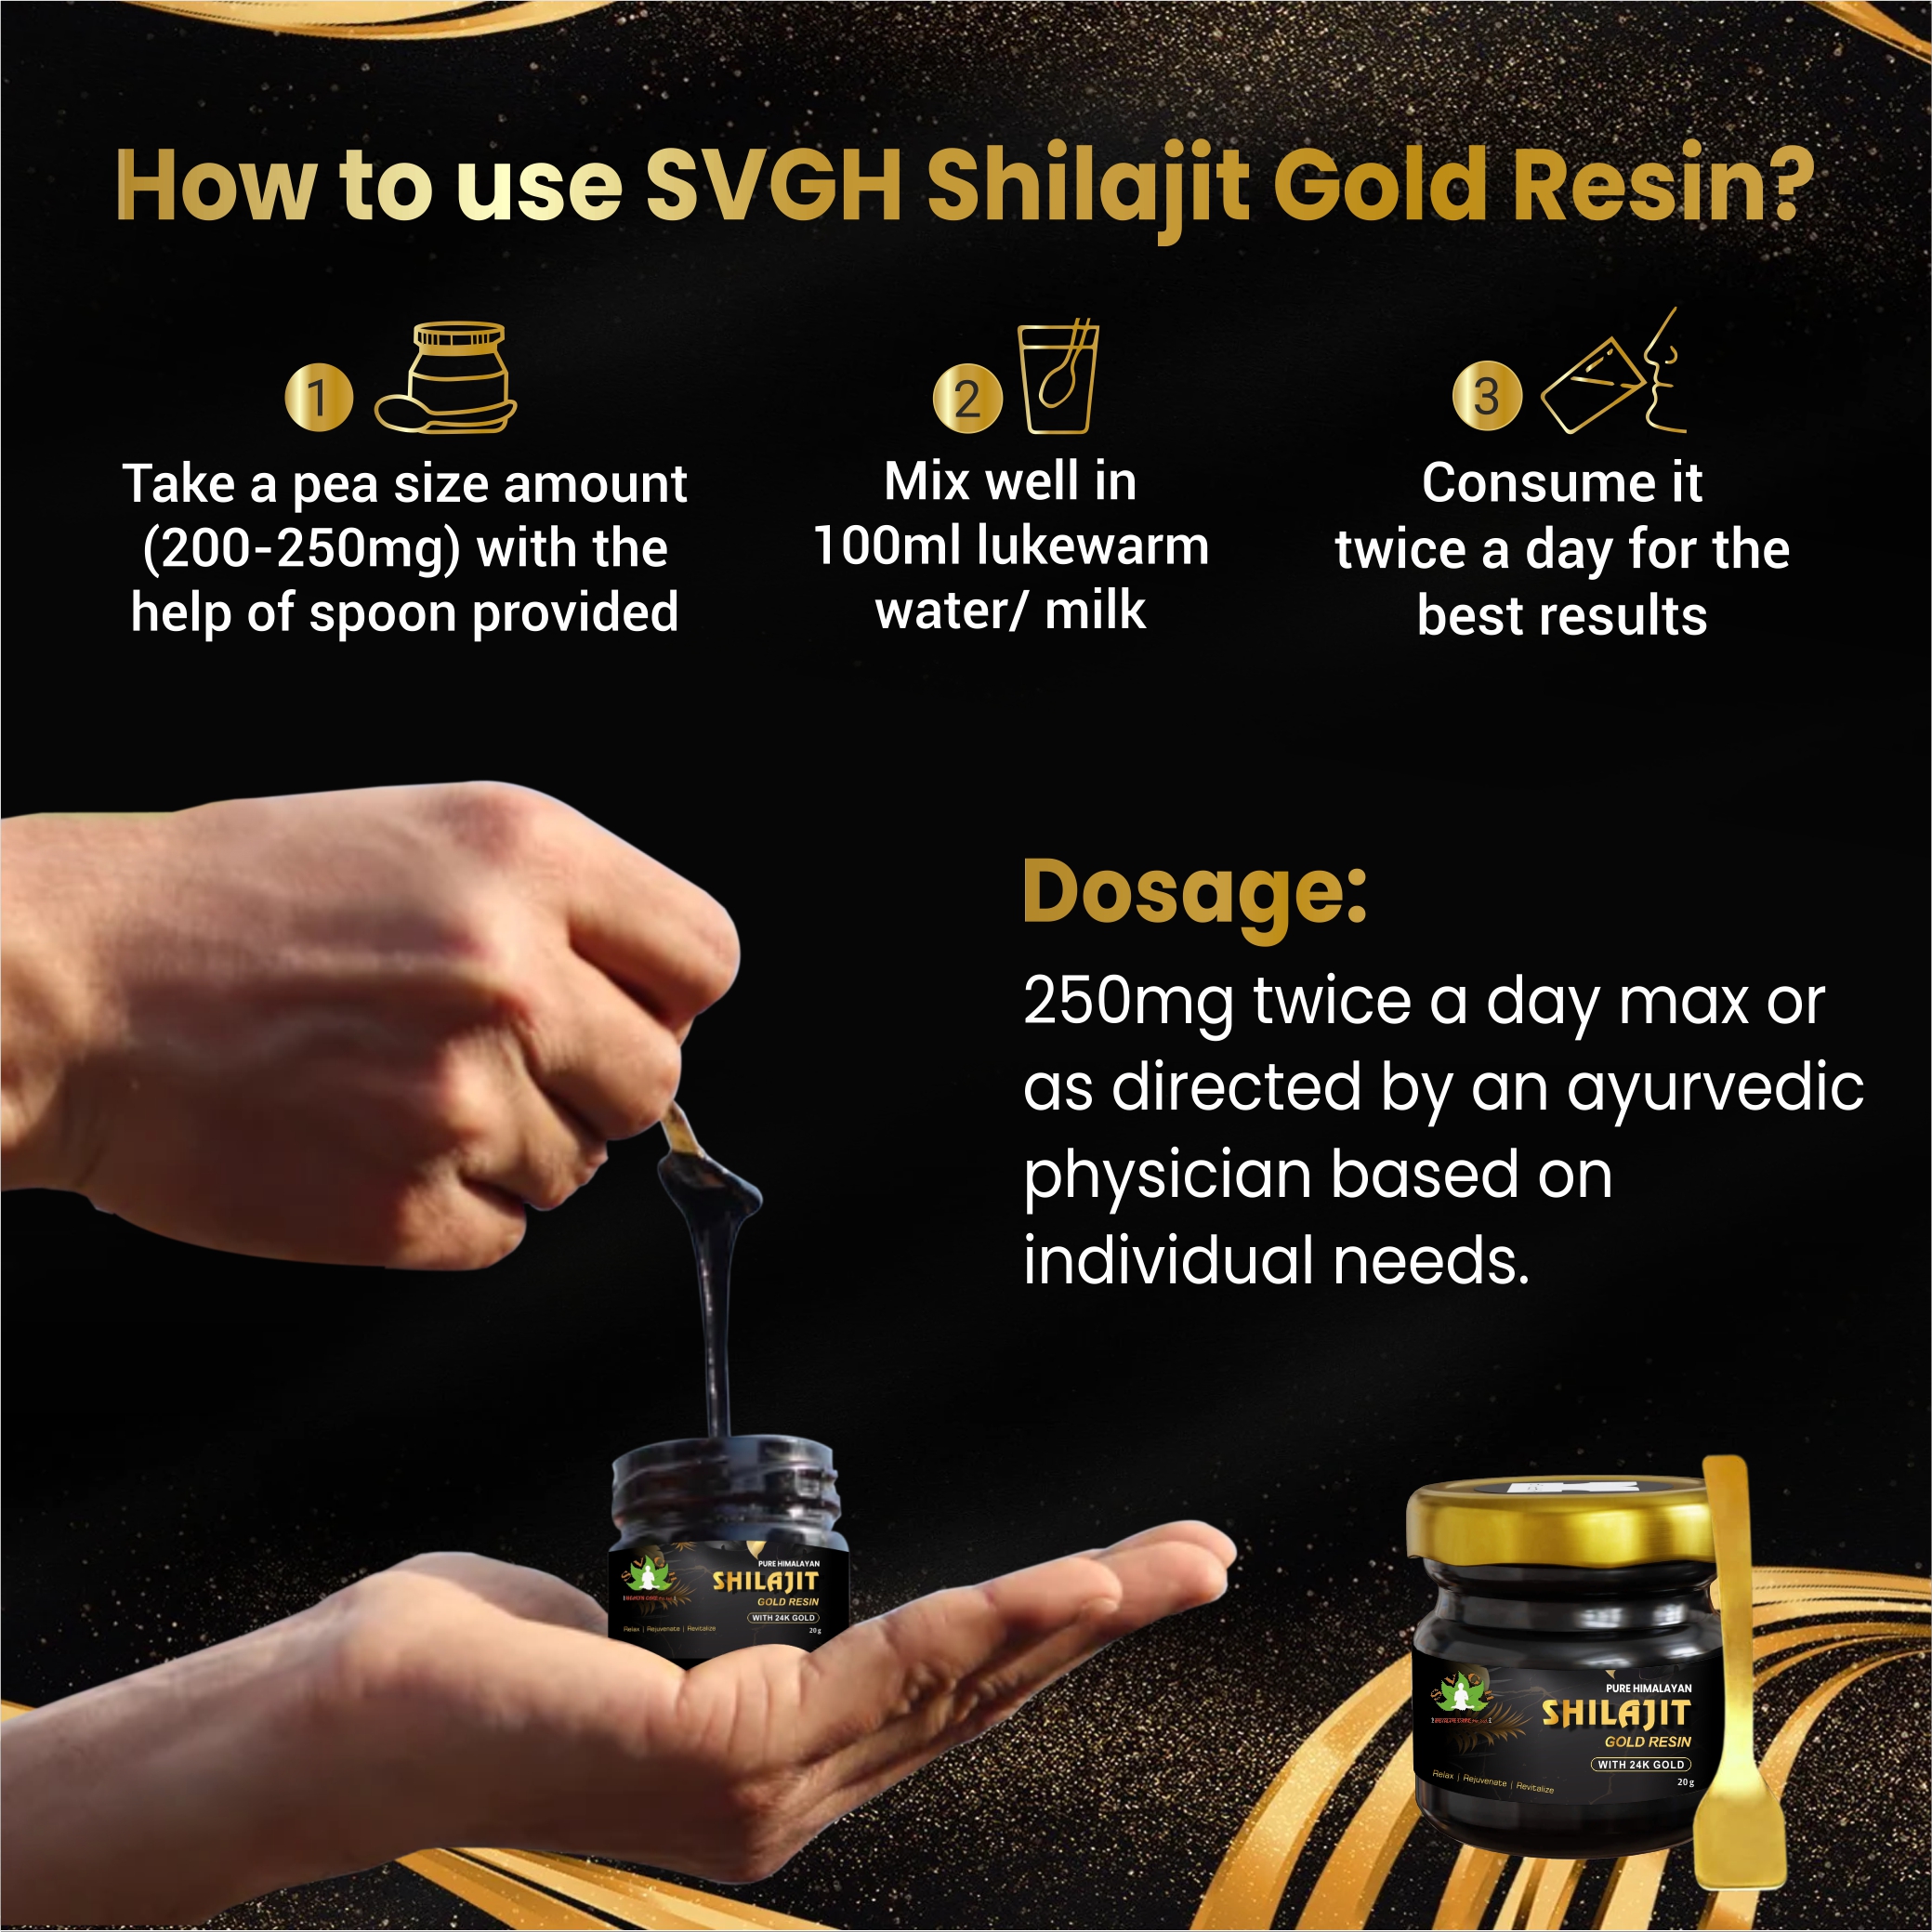 How to use SVGH Shilajit Gold Resin?
1
Take a pea size amount
(200-250mg) with the
help of spoon provided
2
Mix well in
100ml lukewarm
water/ milk
3
Consume it
twice a day for the
best results
Dosage:
250mg twice a day max or
as directed by an ayurvedic
physician based on
individual needs.
PURE HIMALAYAN
SHILAJIT
GOLD RESIN
WITH 24K GOLD
20g
Relax | Rejuvenate | Revitalize
PURE HIMALAYAN
SHILAJIT
GOLD RESIN
WITH 24K GOLD
20g
Relax | Rejuvenate | Revitalize